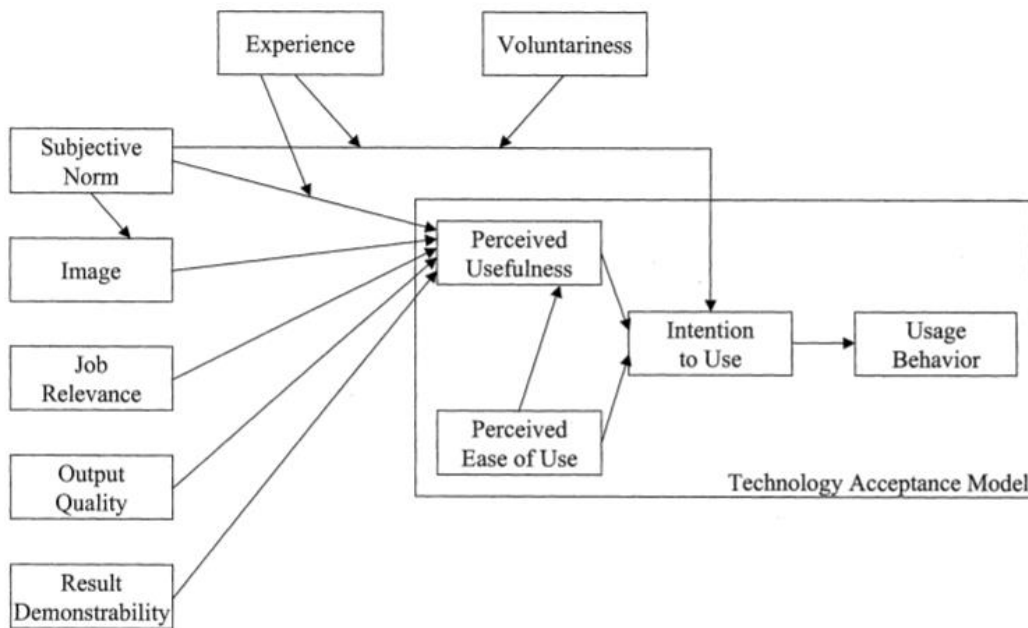 Experience
Voluntariness
Subjective
Norm
Image
Job
Relevance
Output
Quality
Result
Demonstrability
Perceived
Usefulness
Perceived
Ease of Use
Intention
to Use
Usage
Behavior
Technology Acceptance Model